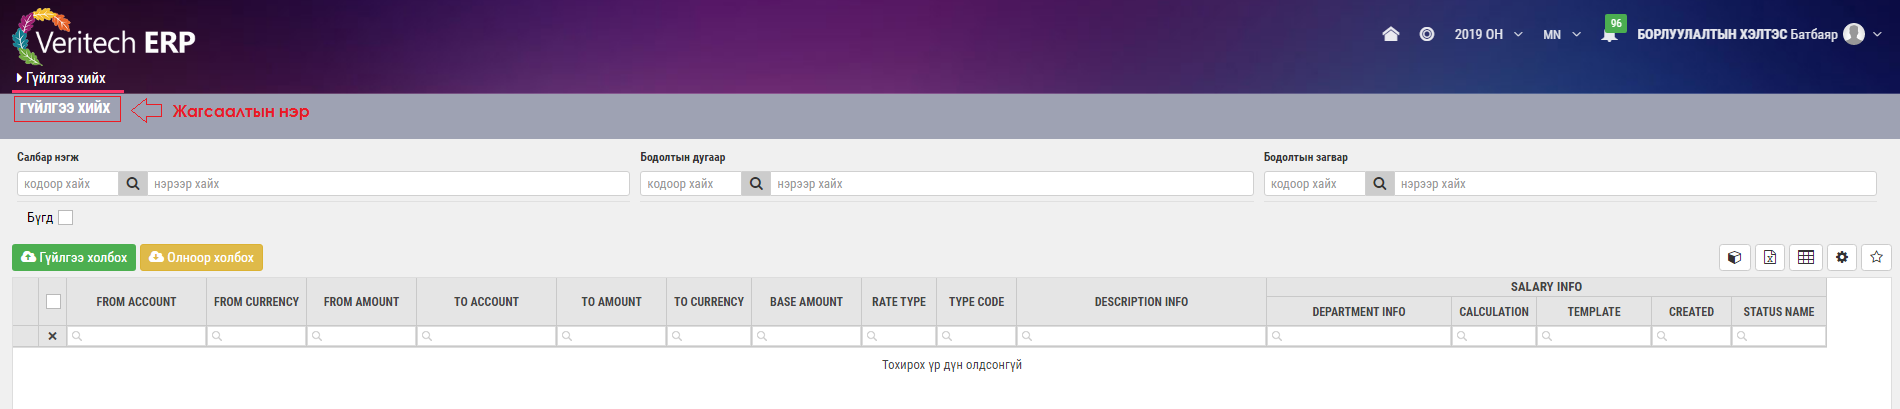 Veritech ERP
2019 ОН
MN
96
БОРЛУУЛАЛТЫН ХЭЛТЭС Батбаяр
Гүйлгээ хийх
ГҮЙЛГЭЭ ХИЙХ
Жагсаалтын нэр
Салбар нэгж
Бодолтын дугаар
Бодолтын загвар
кодоор хайх
нэрээр хайх
кодоор хайх
нэрээр хайх
кодоор хайх
нэрээр хайх
Бүгд
Гүйлгээ холбох
Олноор холбох
FROM ACCOUNT
FROM CURRENCY
FROM AMOUNT
TO ACCOUNT
TO AMOUNT
TO CURRENCY
BASE AMOUNT
RATE TYPE
TYPE CODE
DESCRIPTION INFO
SALARY INFO
DEPARTMENT INFO
CALCULATION
TEMPLATE
CREATED
STATUS NAME
Тохирох үр дүн олдсонгүй